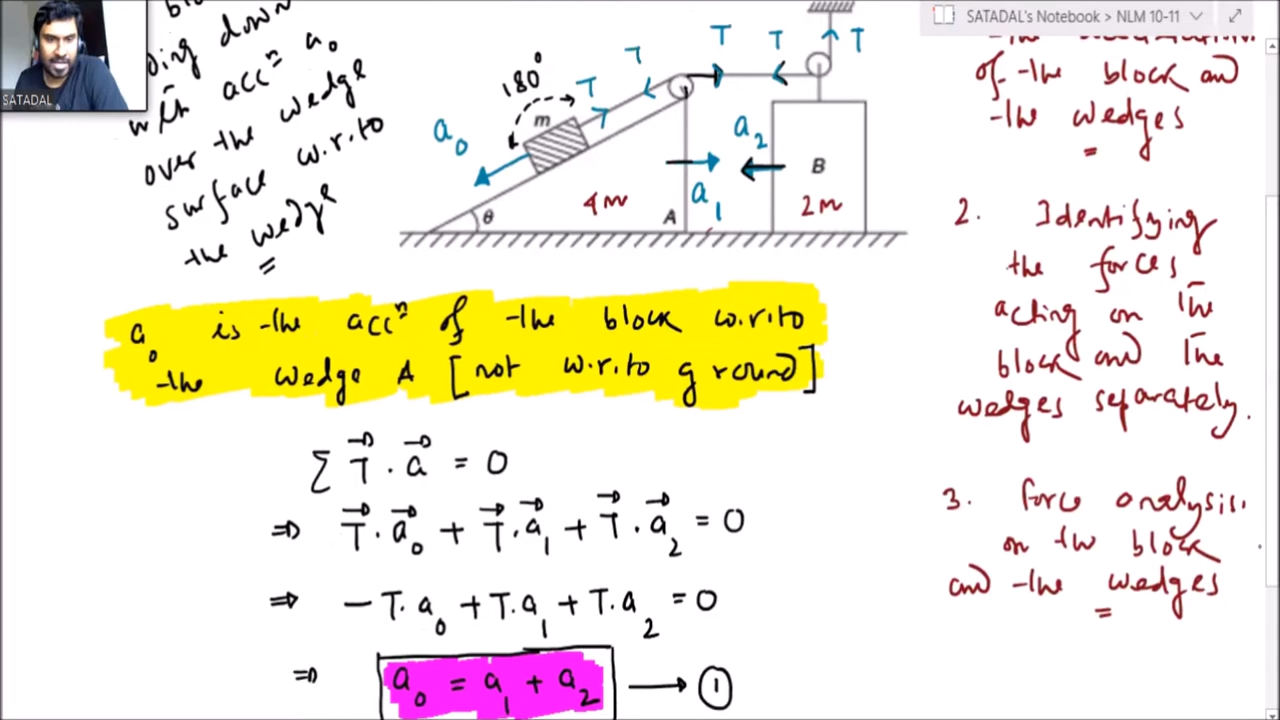 SATADAL
down
with accⁿ a₀
over the wedge
surface w.r.to
the wedge
180°
T
T
T
T
T
m
a₀
θ
4m
A
a₁
a₂
B
2m
a₀ is the accⁿ of the block w.r.to
the wedge A [not w.r.to ground]
Σ T⃗ . a⃗ = 0
⇒ T⃗ . a⃗₀ + T⃗ . a⃗₁ + T⃗ . a⃗₂ = 0
⇒ - T . a₀ + T . a₁ + T . a₂ = 0
⇒ a₀ = a₁ + a₂ → ①
SATADAL's Notebook > NLM 10-11
of the block and
the wedges
2. Identifying
the forces
acting on the
block and the
wedges separately.
3. Force analysis.
on the block
and the wedges